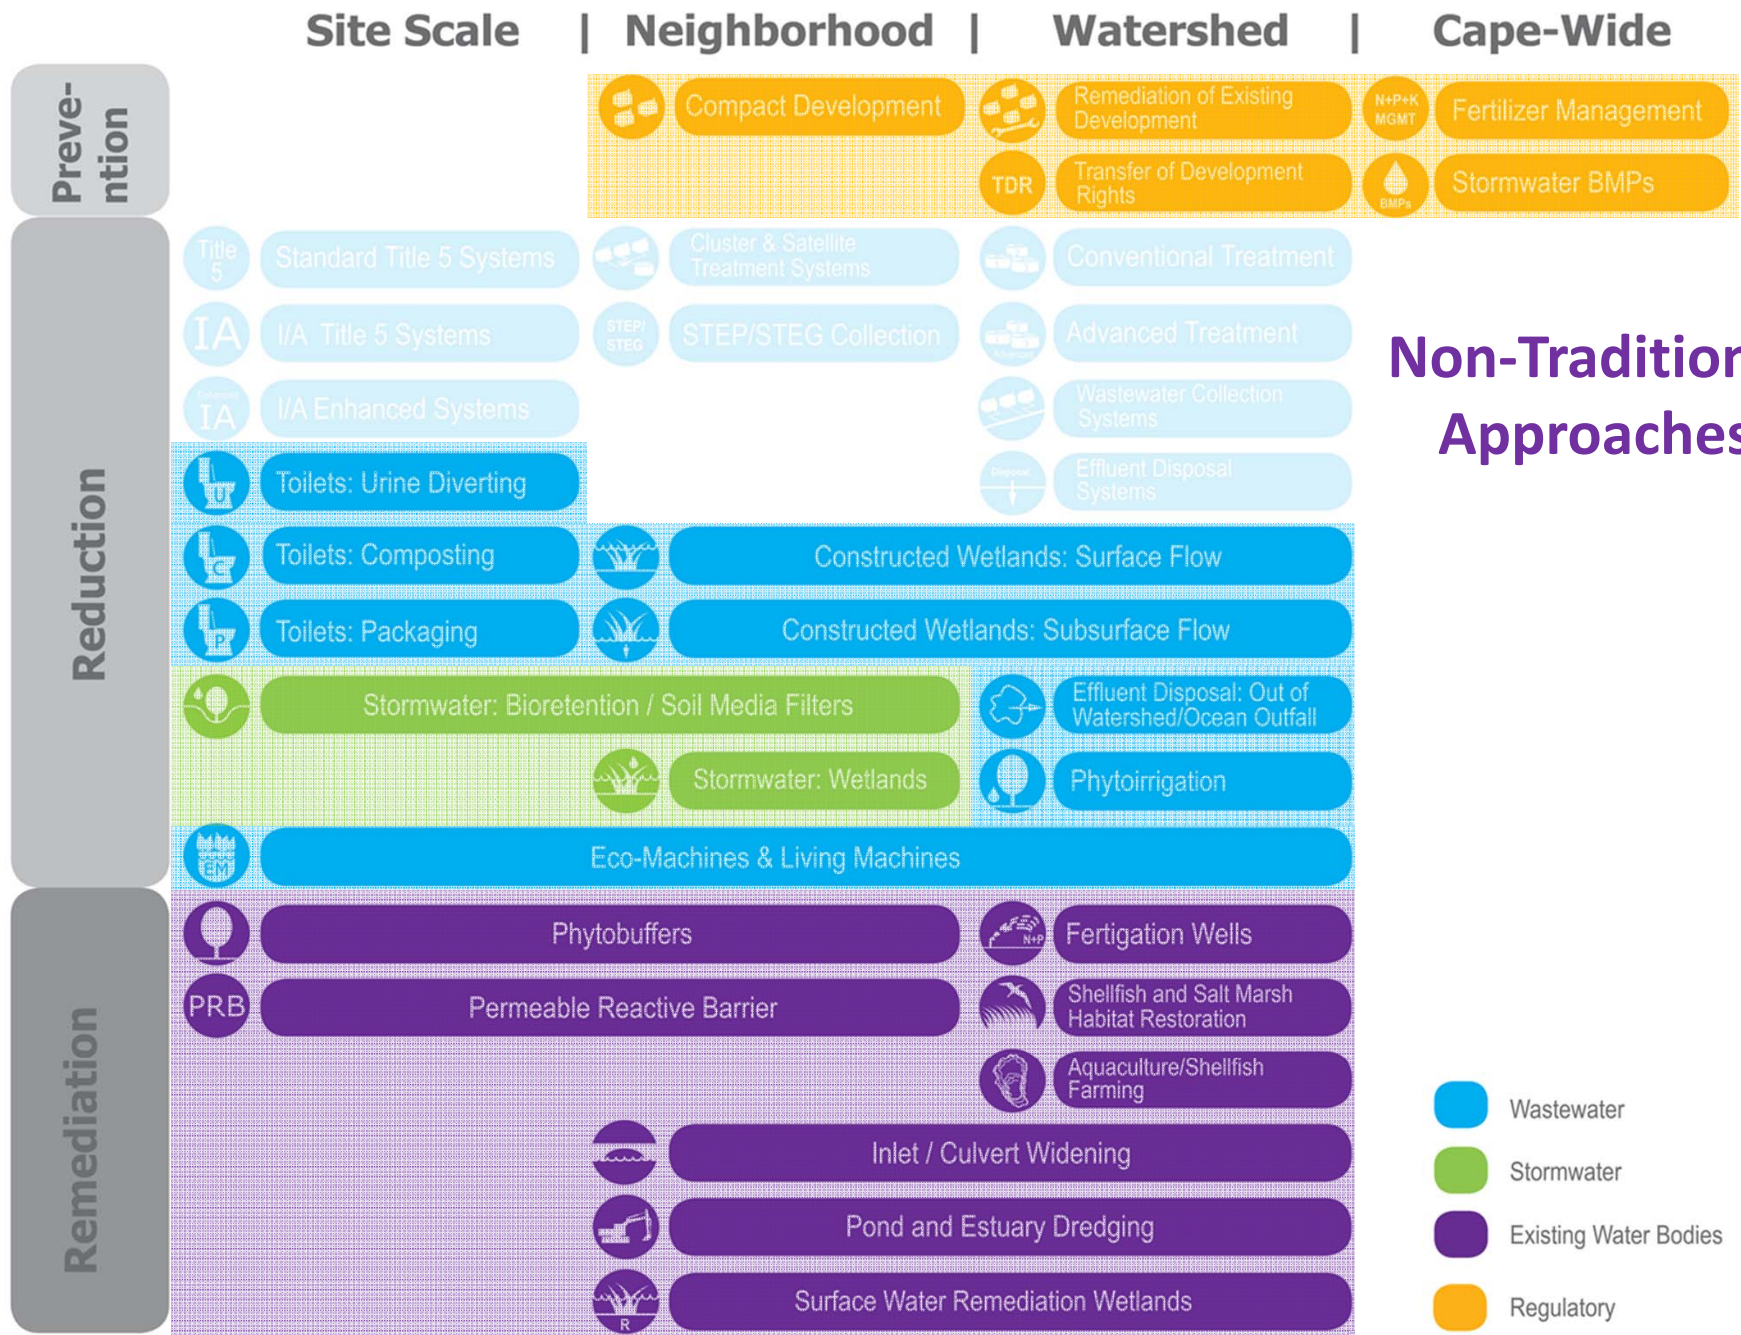 Site Scale | Neighborhood | Watershed | Cape-Wide
Preve-
ntion
Compact Development
Remediation of Existing
Development
N+P+K
MGMT
Fertilizer Management
TDR
Transfer of Development
Rights
BMPs
Stormwater BMPs
Reduction
Title
5
Standard Title 5 Systems
Cluster & Satellite
Treatment Systems
Conventional Treatment
IA
I/A Title 5 Systems
STEP/
STEG
STEP/STEG Collection
Advanced
Advanced Treatment
Non-Tradition
Approaches
Enhanced
IA
I/A Enhanced Systems
Wastewater Collection
Systems
U
Toilets: Urine Diverting
Disposal
Effluent Disposal
Systems
C
Toilets: Composting
Constructed Wetlands: Surface Flow
P
Toilets: Packaging
Constructed Wetlands: Subsurface Flow
Stormwater: Bioretention / Soil Media Filters
Effluent Disposal: Out of
Watershed/Ocean Outfall
Stormwater: Wetlands
Phytoirrigation
EM
Eco-Machines & Living Machines
Remediation
Phytobuffers
N+P
Fertigation Wells
PRB
Permeable Reactive Barrier
Shellfish and Salt Marsh
Habitat Restoration
Aquaculture/Shellfish
Farming
Inlet / Culvert Widening
Pond and Estuary Dredging
R
Surface Water Remediation Wetlands
Wastewater
Stormwater
Existing Water Bodies
Regulatory